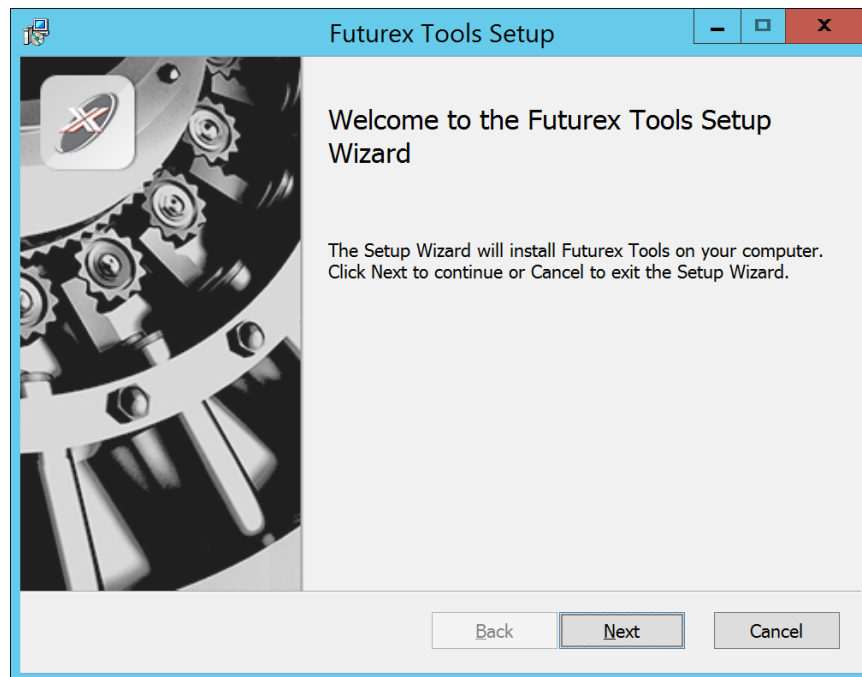 Futurex Tools Setup
Welcome to the Futurex Tools Setup
Wizard
The Setup Wizard will install Futurex Tools on your computer.
Click Next to continue or Cancel to exit the Setup Wizard.
Back
Next
Cancel